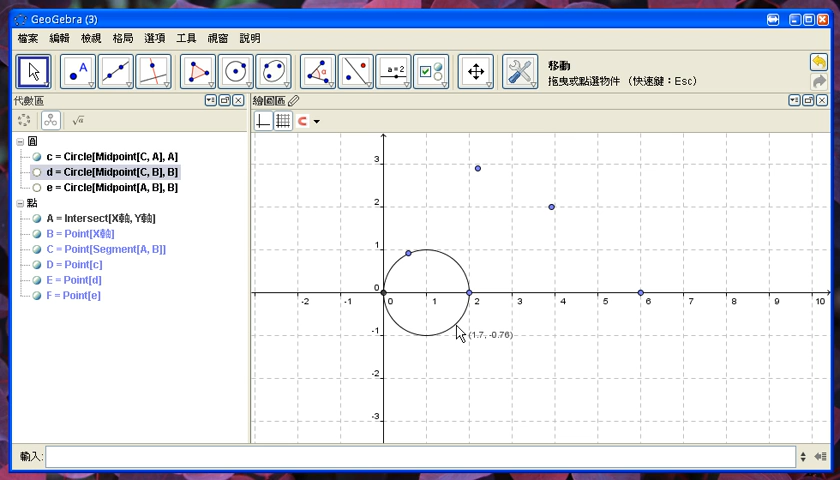 GeoGebra (3)
檔案 編輯 檢視 格局 選項 工具 視窗 說明
A
α
a = 2
移動
拖曳或點選物件 (快速鍵：Esc)
代數區
繪圖區
圓
c = Circle[Midpoint[C, A], A]
d = Circle[Midpoint[C, B], B]
e = Circle[Midpoint[A, B], B]
點
A = Intersect[X軸, Y軸]
B = Point[X軸]
C = Point[Segment[A, B]]
D = Point[c]
E = Point[d]
F = Point[e]
3
2
1
0
-2 -1 0 1 2 3 4 5 6 7 8 9 10
-1
(1.7, -0.76)
-2
-3
輸入: